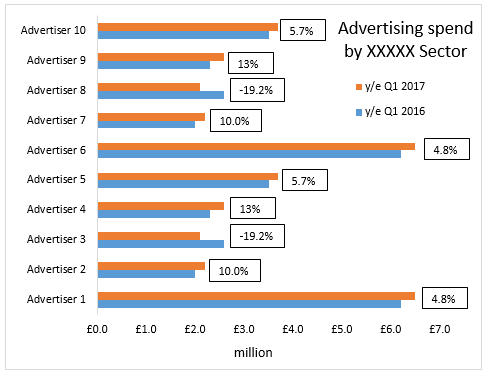 Advertising spend
by XXXXX Sector
y/e Q1 2017
y/e Q1 2016
Advertiser 10 5.7%
Advertiser 9 13%
Advertiser 8 -19.2%
Advertiser 7 10.0%
Advertiser 6 4.8%
Advertiser 5 5.7%
Advertiser 4 13%
Advertiser 3 -19.2%
Advertiser 2 10.0%
Advertiser 1 4.8%
£0.0 £1.0 £2.0 £3.0 £4.0 £5.0 £6.0 £7.0
million